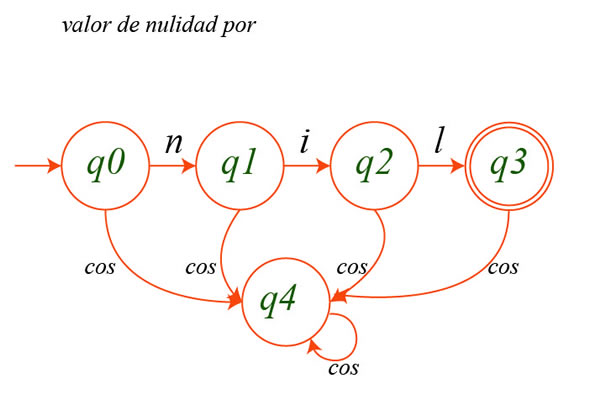 valor de nulidad por
n i l
q0 q1 q2 q3
cos cos cos cos
q4
cos